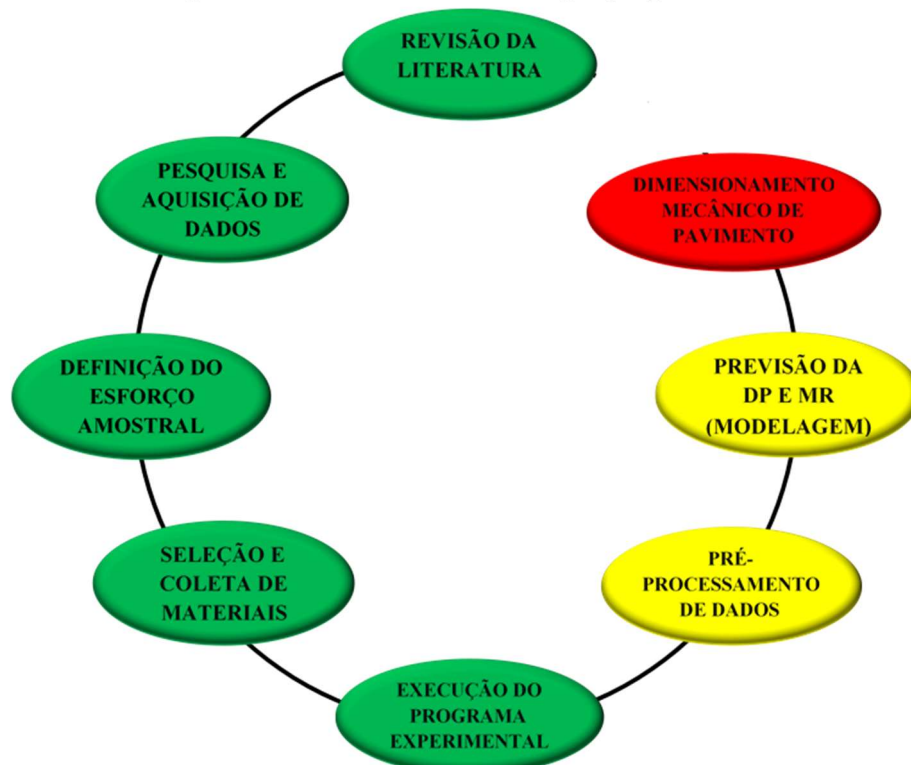 REVISÃO DA
LITERATURA
PESQUISA E
AQUISIÇÃO DE
DADOS
DEFINIÇÃO DO
ESFORÇO
AMOSTRAL
SELEÇÃO E
COLETA DE
MATERIAIS
EXECUÇÃO DO
PROGRAMA
EXPERIMENTAL
PRÉ-
PROCESSAMENTO
DE DADOS
PREVISÃO DA
DP E MR
(MODELAGEM)
DIMENSIONAMENTO
MECÂNICO DE
PAVIMENTO